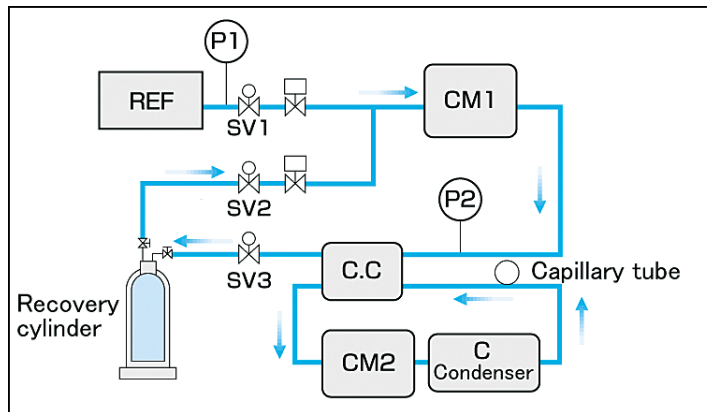 P1
REF
SV1
CM1
SV2
P2
SV3
C.C
Capillary tube
Recovery
cylinder
CM2
C
Condenser